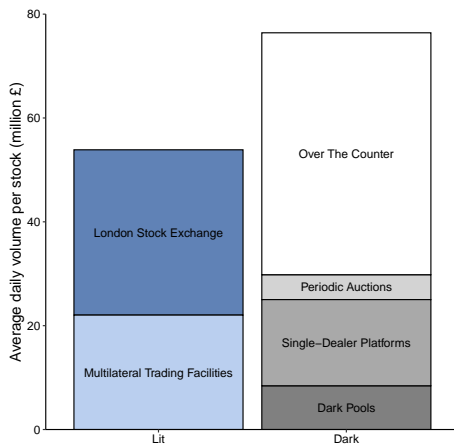 Average daily volume per stock (million £)
80
60
40
20
0
London Stock Exchange
Multilateral Trading Facilities
Over The Counter
Periodic Auctions
Single−Dealer Platforms
Dark Pools
Lit
Dark